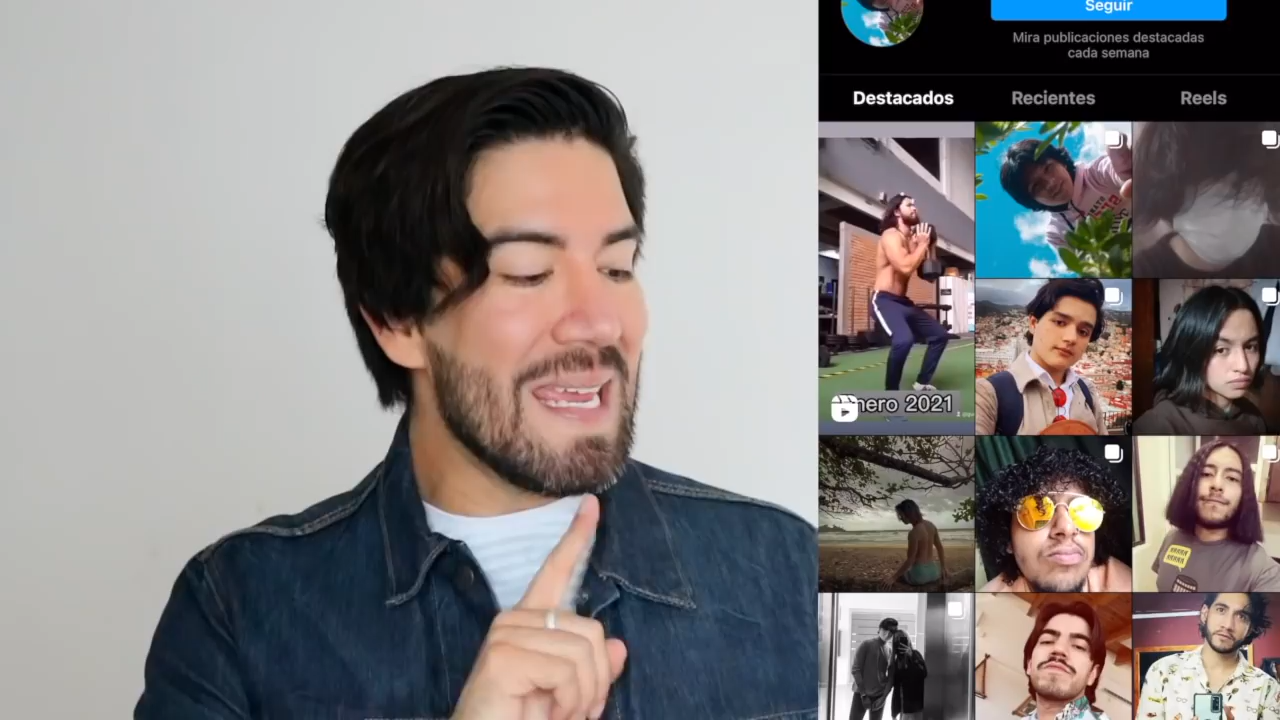 Seguir
Mira publicaciones destacadas
cada semana
Destacados
Recientes
Reels
nero 2021